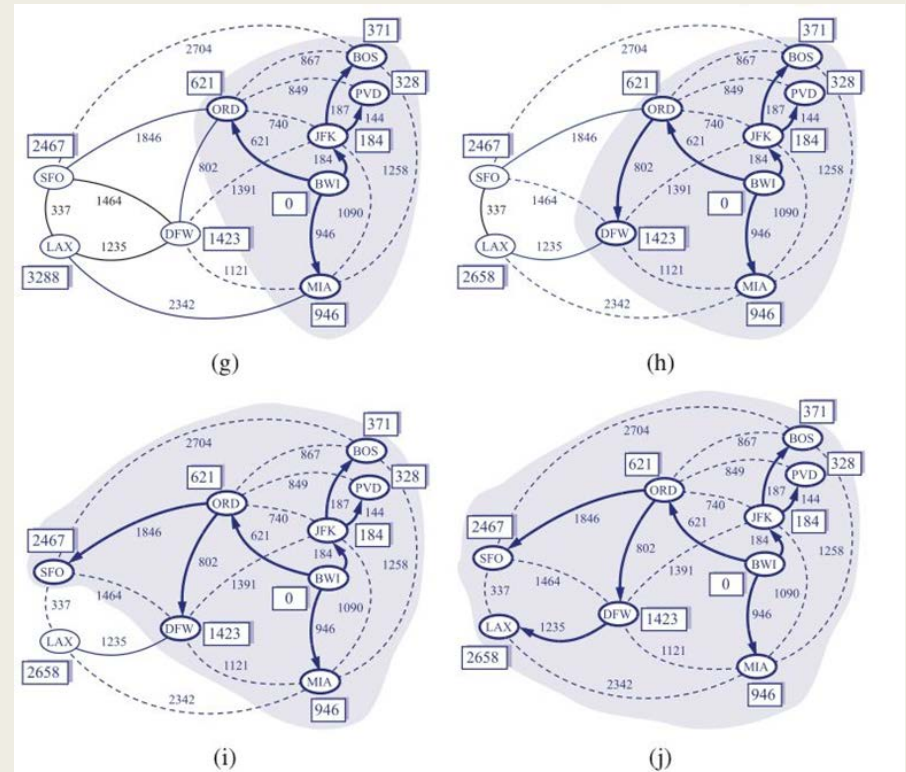 371
2704
BOS
867
621
328
849
PVD
ORD
187
144
2467
1846
740
JFK
184
621
SFO
184
1258
802
1391
BWI
337
1464
0
1090
LAX
1235
DFW
1423
946
3288
1121
MIA
2342
946
(g)
371
2704
BOS
867
621
328
849
PVD
ORD
187
144
2467
1846
740
JFK
184
621
SFO
184
1258
802
1391
BWI
337
1464
0
1090
LAX
1235
DFW
1423
946
2658
1121
MIA
2342
946
(h)
371
2704
BOS
867
621
328
849
PVD
ORD
187
144
2467
1846
740
JFK
184
621
SFO
184
1258
802
1391
BWI
337
1464
0
1090
LAX
1235
DFW
1423
946
2658
1121
MIA
2342
946
(i)
371
2704
BOS
867
621
328
849
PVD
ORD
187
144
2467
1846
740
JFK
184
621
SFO
184
1258
802
1391
BWI
337
1464
0
1090
LAX
1235
DFW
1423
946
2658
1121
MIA
2342
946
(j)